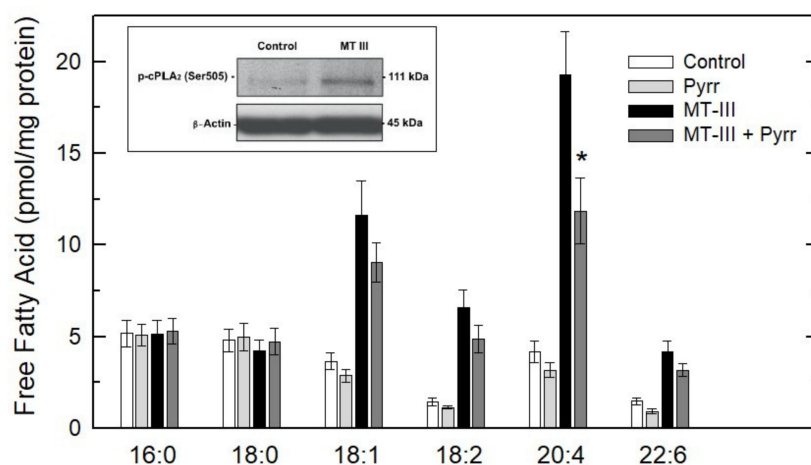 Free Fatty Acid (pmol/mg protein)
20
15
10
5
0
Control MT III
p-cPLA₂ (Ser505) - - 111 kDa
β-Actin - - 45 kDa
Control
Pyrr
MT-III
MT-III + Pyrr
*
16:0 18:0 18:1 18:2 20:4 22:6